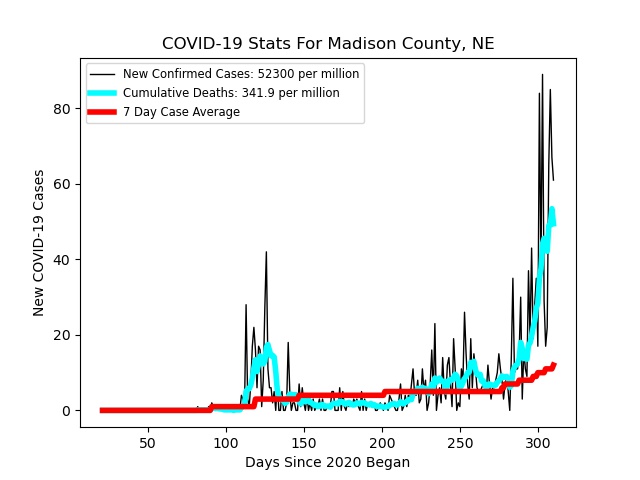 COVID-19 Stats For Madison County, NE
New Confirmed Cases: 52300 per million
Cumulative Deaths: 341.9 per million
7 Day Case Average
New COVID-19 Cases
80
60
40
20
0
50 100 150 200 250 300
Days Since 2020 Began